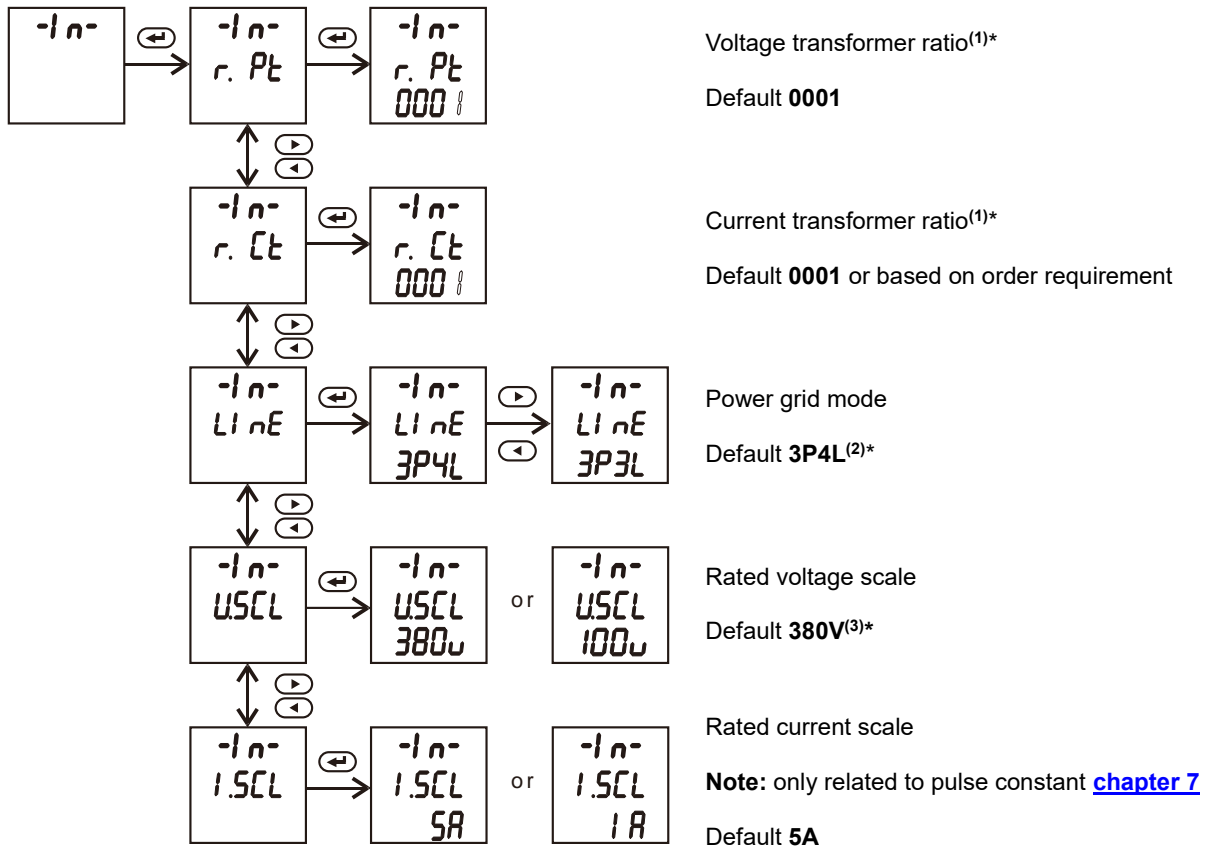 -In-
-In-
r. Pt
-In-
r. Pt
0001
Voltage transformer ratio(1)*
Default 0001
-In-
r. Ct
-In-
r. Ct
0001
Current transformer ratio(1)*
Default 0001 or based on order requirement
-In-
LInE
-In-
LInE
3P4L
-In-
LInE
3P3L
Power grid mode
Default 3P4L(2)*
-In-
U.SCL
-In-
U.SCL
380v
or
-In-
U.SCL
100v
Rated voltage scale
Default 380V(3)*
-In-
I.SCL
-In-
I.SCL
5A
or
-In-
I.SCL
1A
Rated current scale
Note: only related to pulse constant chapter 7
Default 5A